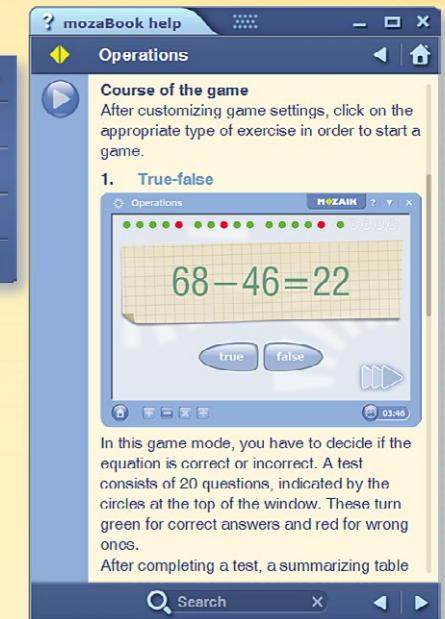 ? mozaBook help
Operations
Course of the game
After customizing game settings, click on the
appropriate type of exercise in order to start a
game.
1. True-false
Operations
MOZAIK ?
68−46=22
true false
03:46
In this game mode, you have to decide if the
equation is correct or incorrect. A test
consists of 20 questions, indicated by the
circles at the top of the window. These turn
green for correct answers and red for wrong
ones.
After completing a test, a summarizing table
Search